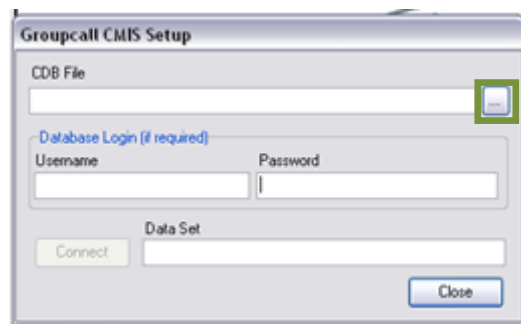 Groupcall CMIS Setup
CDB File
...
Database Login (if required)
Username Password
Connect Data Set
Close